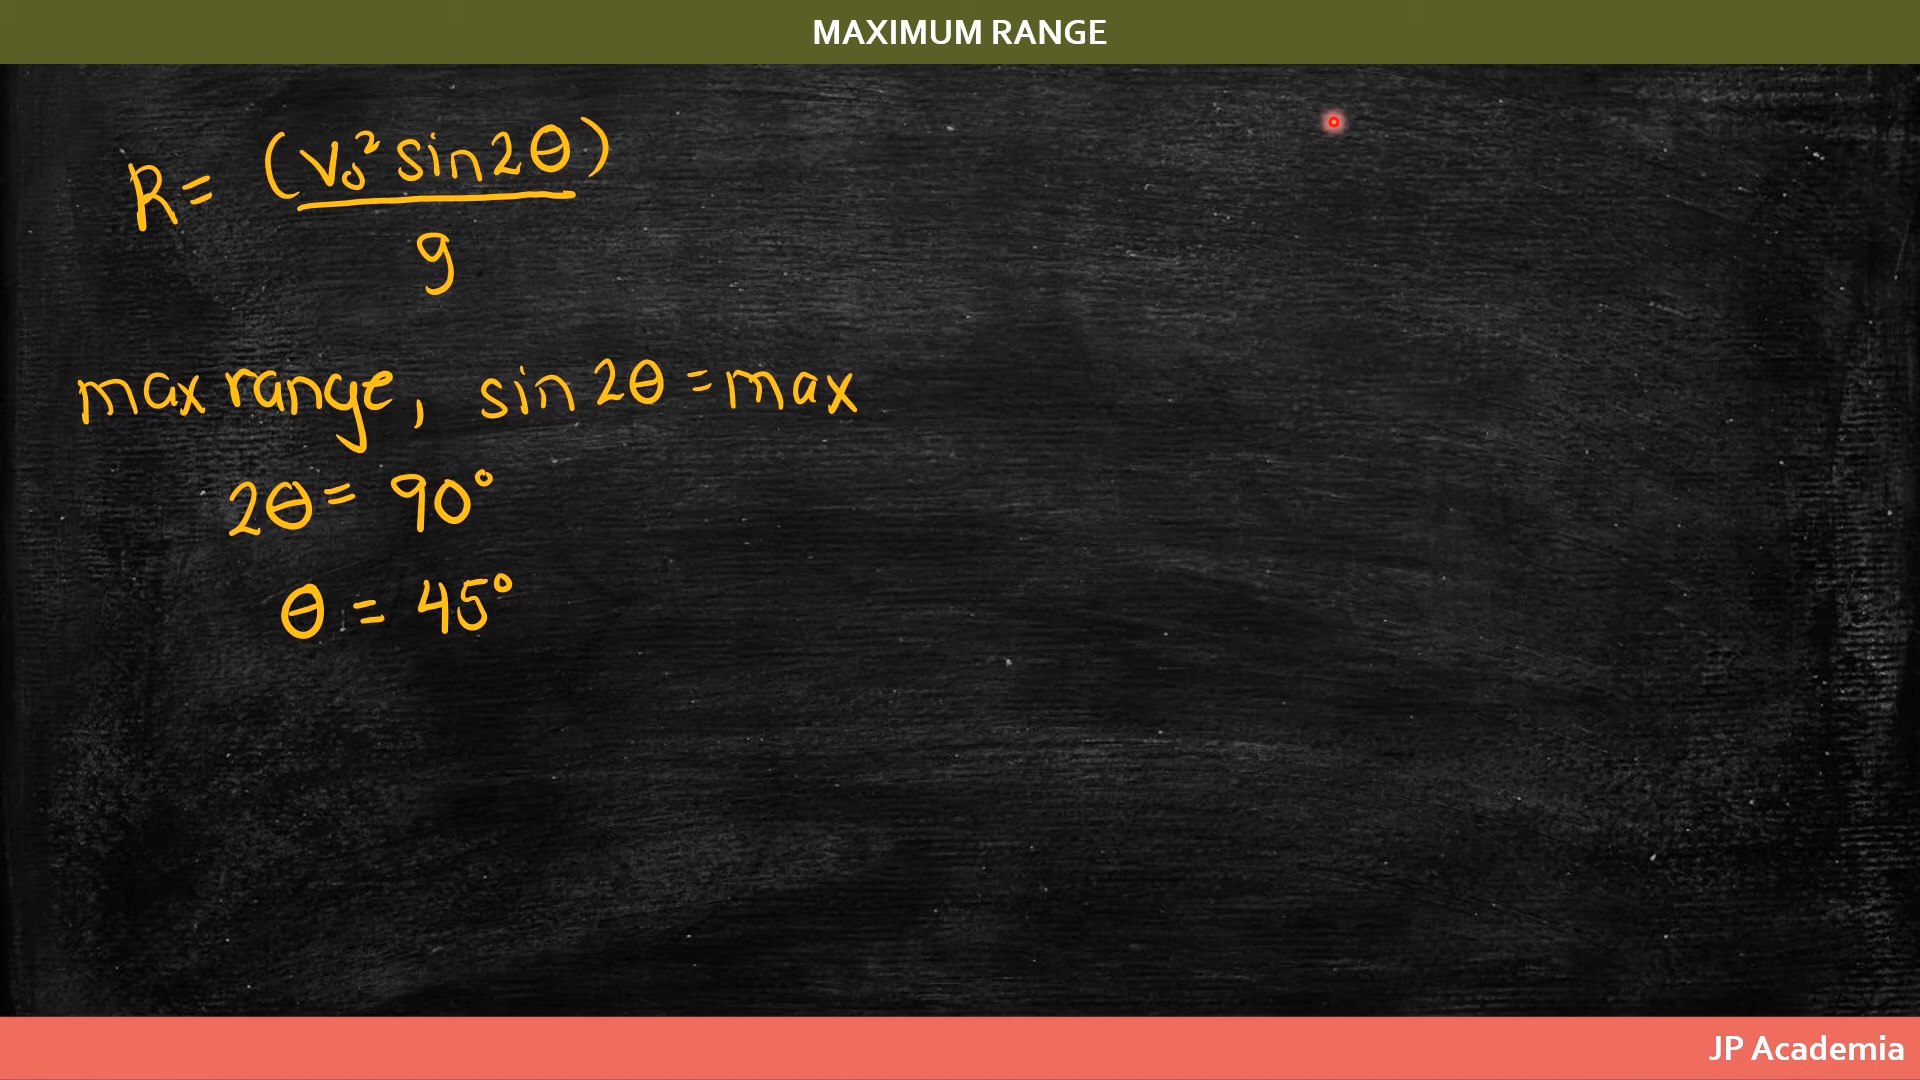 MAXIMUM RANGE
R = (v₀² sin2θ)
g
max range, sin 2θ = max
2θ = 90°
θ = 45°
JP Academia